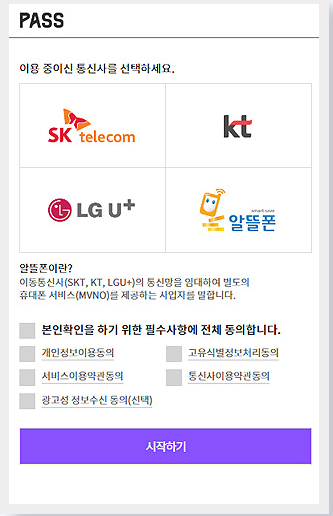 PASS
이용 중이신 통신사를 선택하세요.
SK telecom
kt
LG U+
smart save
알뜰폰
알뜰폰이란?
이동통신시(SKT, KT, LGU+)의 통신망을 임대하여 별도의
휴대폰 서비스(MVNO)를 제공하는 사업자를 말합니다.
본인확인을 하기 위한 필수사항에 전체 동의합니다.
개인정보이용동의
고유식별정보처리동의
서비스이용약관동의
통신사이용약관동의
광고성 정보수신 동의(선택)
시작하기